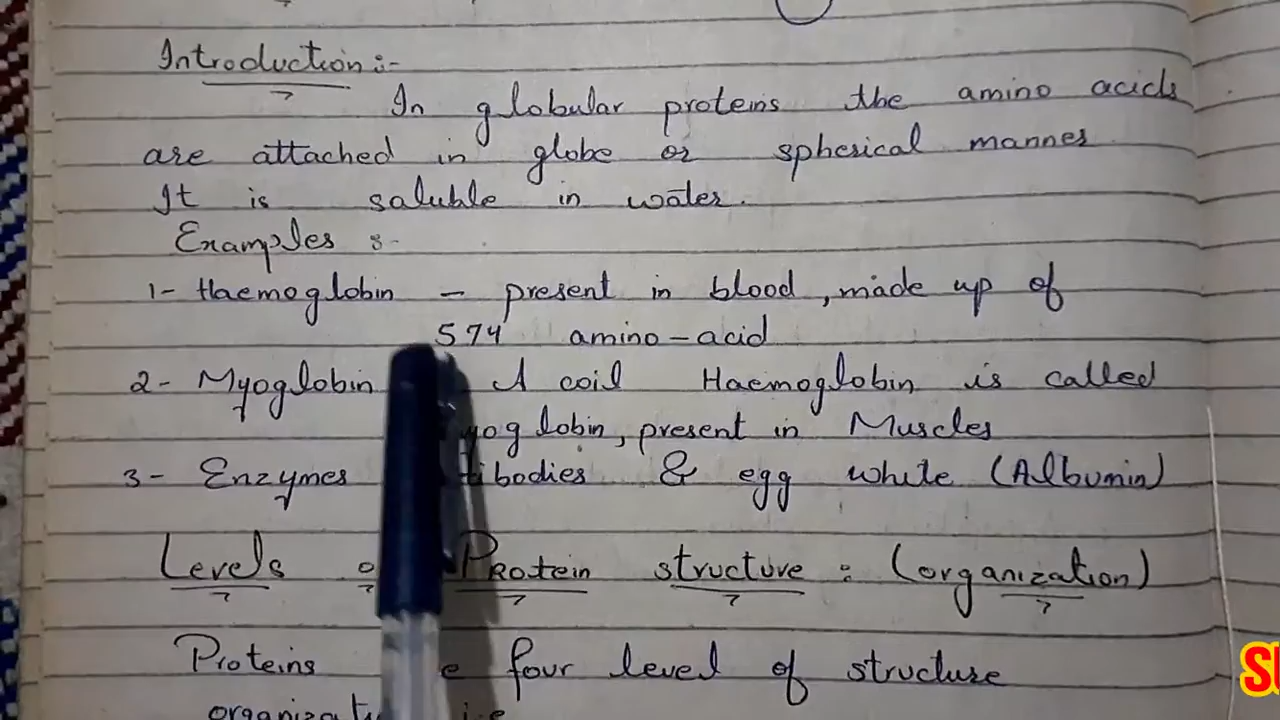 Introduction :-
In globular proteins the amino acids
are attached in globe or spherical manner
It is saluble in water.
Examples :-
1- Haemoglobin - present in blood, made up of
574 amino-acid
2- Myoglobin A coil Haemoglobin is called
present in Muscles
3- Enzymes & egg white (Albumin)
Levels Protein structure : (organization)
Proteins four level of structure
i.e